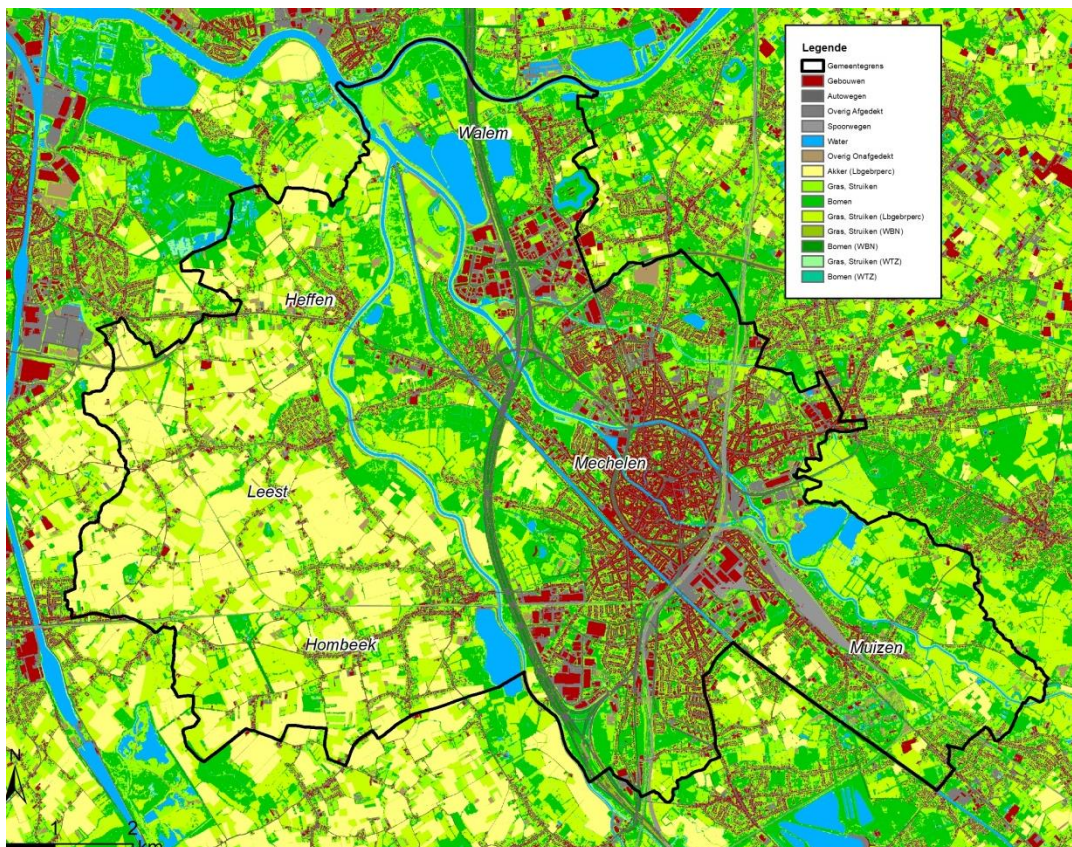 Legende
Gemeentegrens
Gebouwen
Autowegen
Overig Afgedekt
Spoorwegen
Water
Overig Onafgedekt
Akker (Lbgebrperc)
Gras, Struiken
Bomen
Gras, Struiken (Lbgebrperc)
Gras, Struiken (WBN)
Bomen (WBN)
Gras, Struiken (WTZ)
Bomen (WTZ)
Walem
Heffen
Mechelen
Leest
Hombeek
Muizen
N
1 2
km